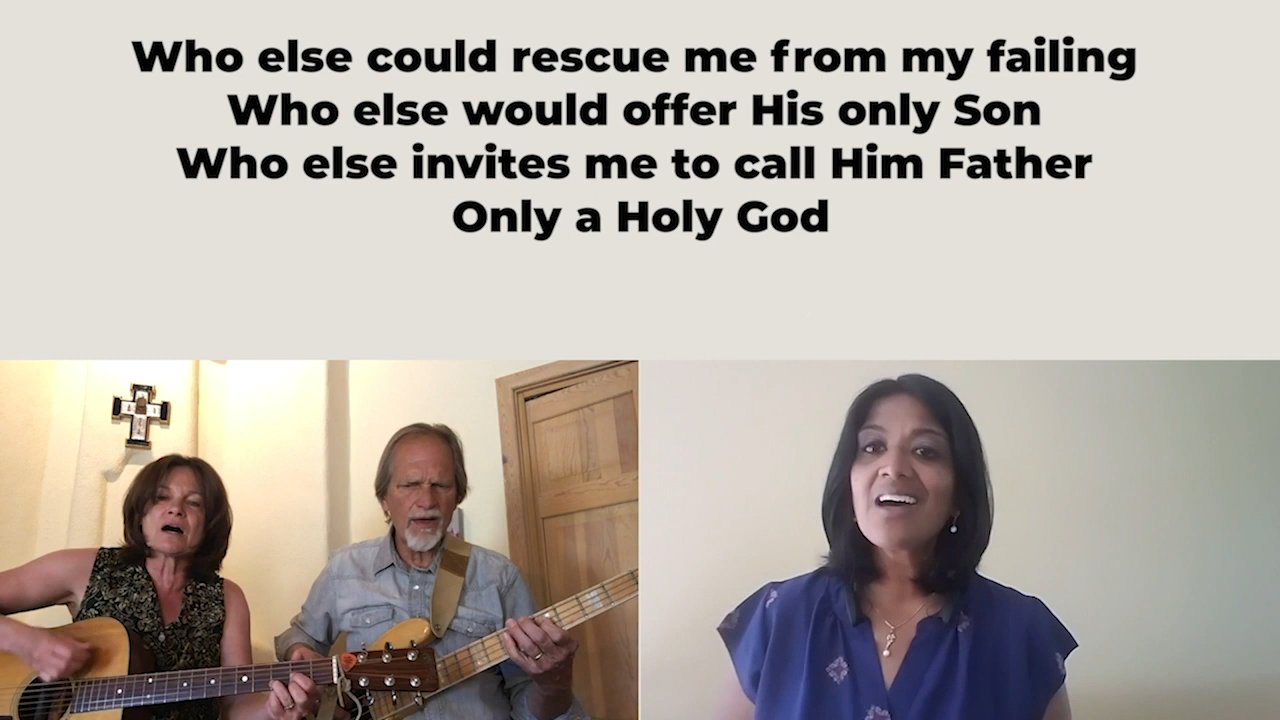 Who else could rescue me from my failing
Who else would offer His only Son
Who else invites me to call Him Father
Only a Holy God